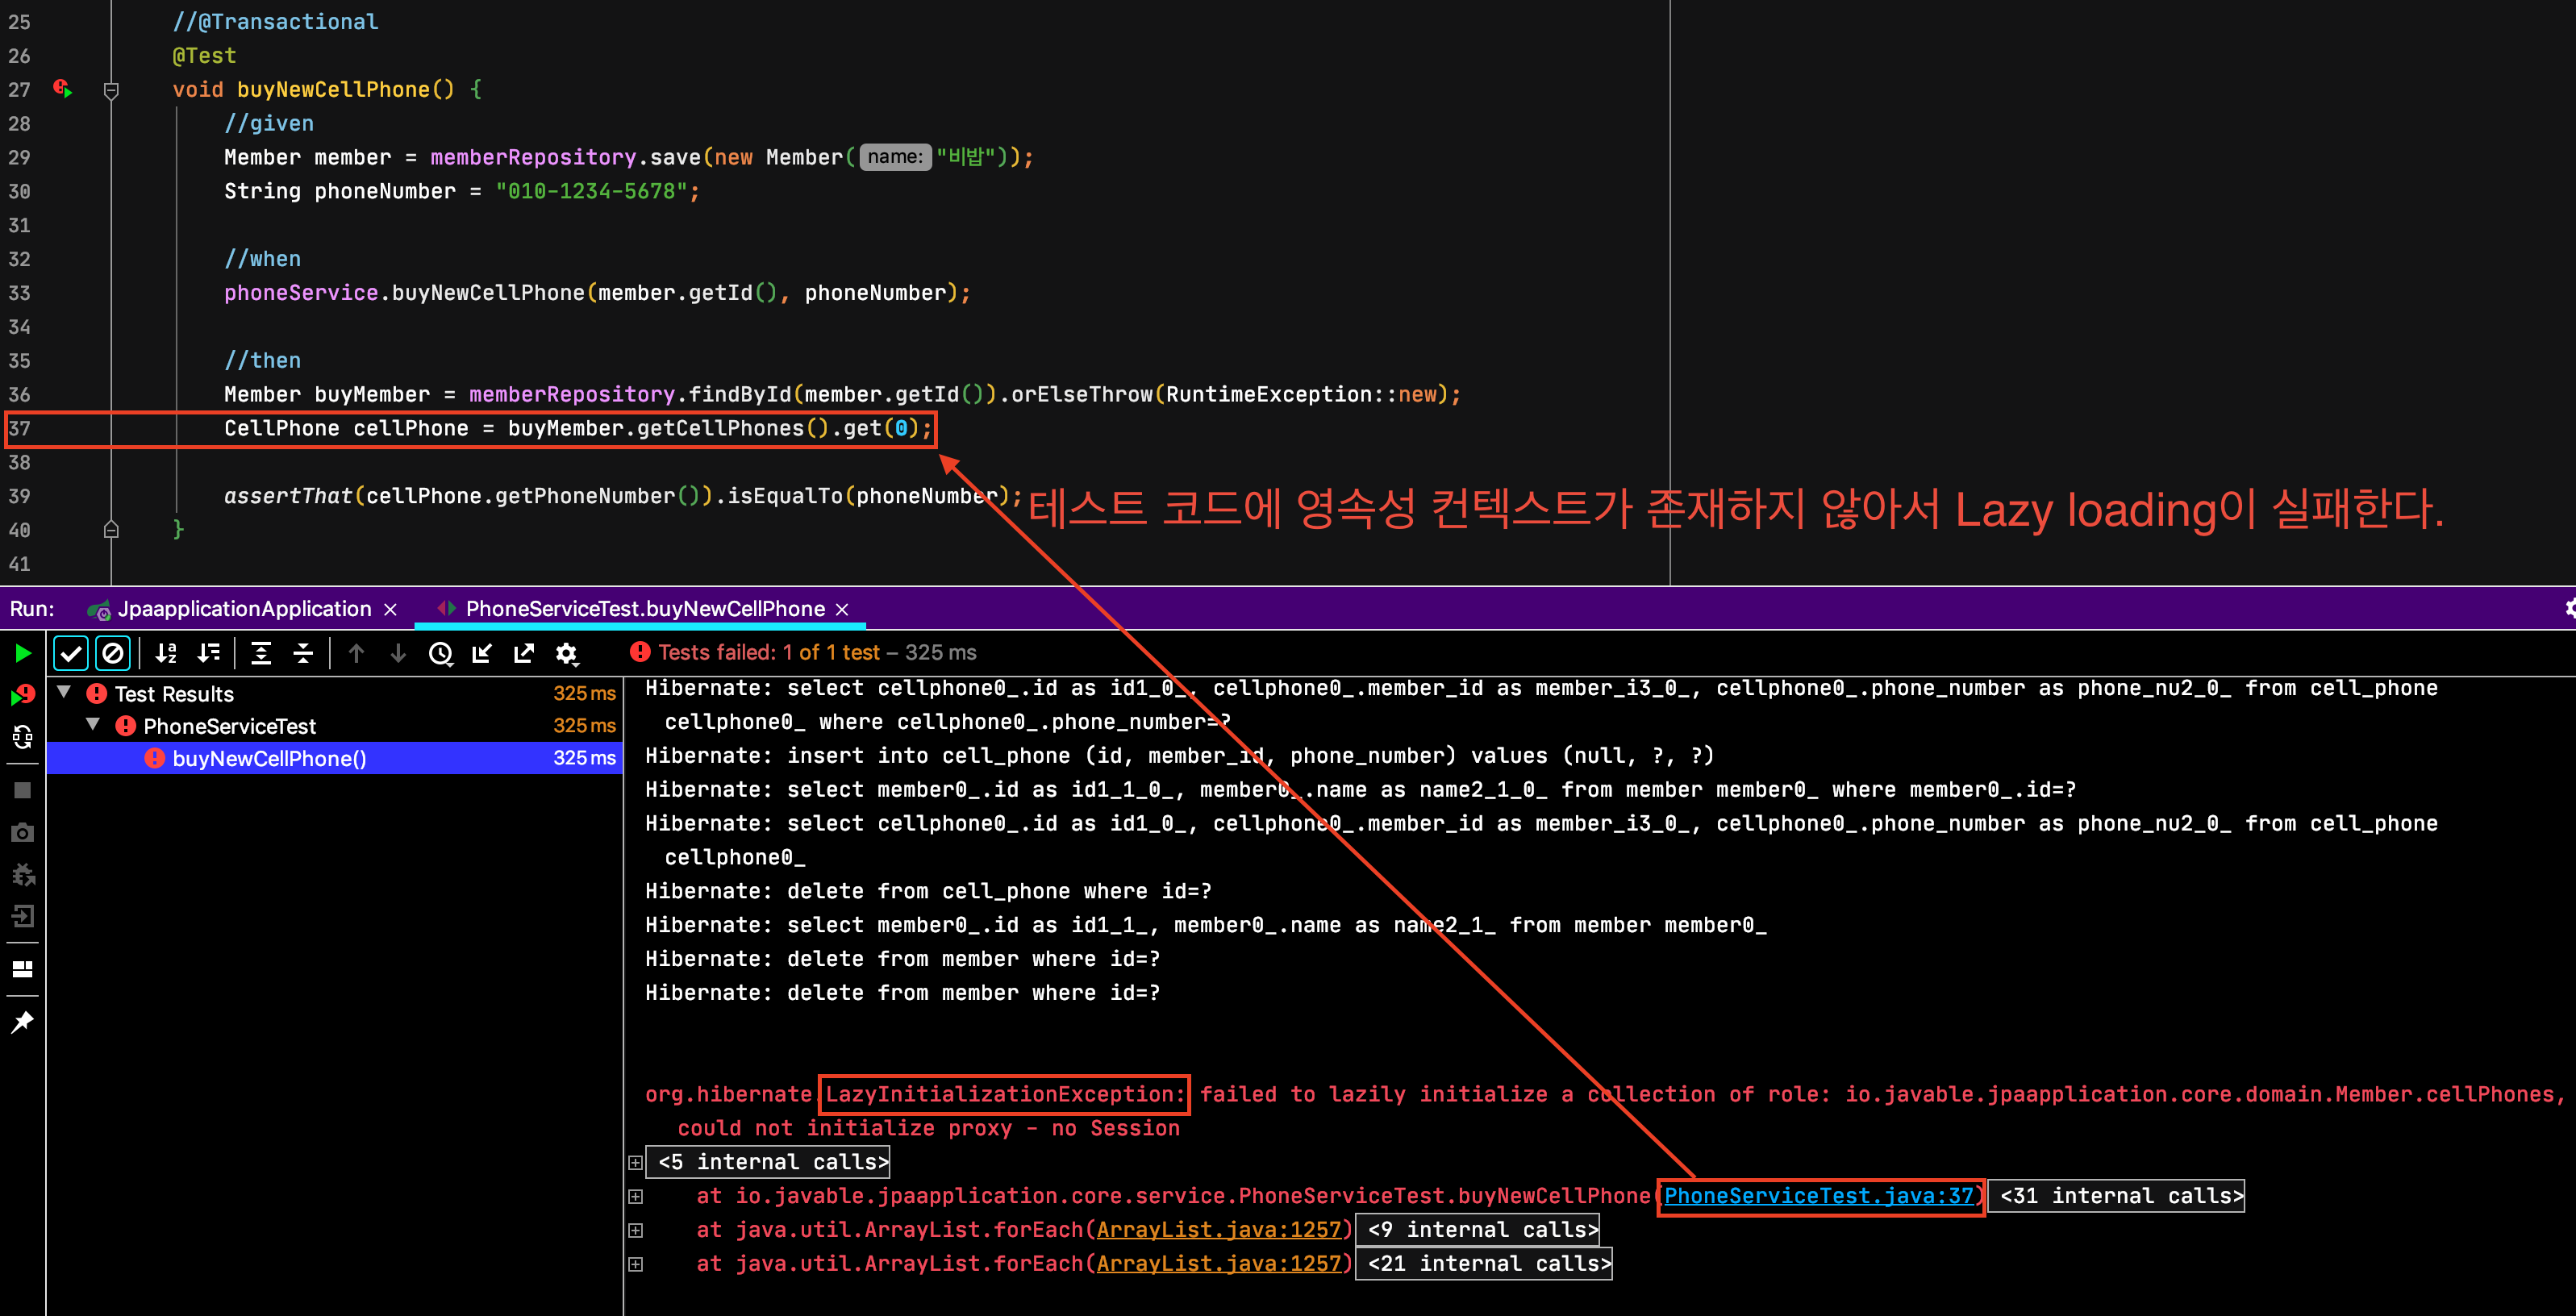 25 //@Transactional
26 @Test
27 void buyNewCellPhone() {
28 //given
29 Member member = memberRepository.save(new Member( name: "비밥"));
30 String phoneNumber = "010-1234-5678";
31
32 //when
33 phoneService.buyNewCellPhone(member.getId(), phoneNumber);
34
35 //then
36 Member buyMember = memberRepository.findById(member.getId()).orElseThrow(RuntimeException::new);
37 CellPhone cellPhone = buyMember.getCellPhones().get(0);
38
39 assertThat(cellPhone.getPhoneNumber()).isEqualTo(phoneNumber);
테스트 코드에 영속성 컨텍스트가 존재하지 않아서 Lazy loading이 실패한다.
40 }
41
Run: JpaapplicationApplication × PhoneServiceTest.buyNewCellPhone ×
Tests failed: 1 of 1 test – 325 ms
Test Results 325 ms
PhoneServiceTest 325 ms
buyNewCellPhone() 325 ms
Hibernate: select cellphone0_.id as id1_0_, cellphone0_.member_id as member_i3_0_, cellphone0_.phone_number as phone_nu2_0_ from cell_phone
cellphone0_ where cellphone0_.phone_number=?
Hibernate: insert into cell_phone (id, member_id, phone_number) values (null, ?, ?)
Hibernate: select member0_.id as id1_1_0_, member0_.name as name2_1_0_ from member member0_ where member0_.id=?
Hibernate: select cellphone0_.id as id1_0_, cellphone0_.member_id as member_i3_0_, cellphone0_.phone_number as phone_nu2_0_ from cell_phone
cellphone0_
Hibernate: delete from cell_phone where id=?
Hibernate: select member0_.id as id1_1_, member0_.name as name2_1_ from member member0_
Hibernate: delete from member where id=?
Hibernate: delete from member where id=?
org.hibernate.LazyInitializationException: failed to lazily initialize a collection of role: io.javable.jpaapplication.core.domain.Member.cellPhones,
could not initialize proxy - no Session
<5 internal calls>
at io.javable.jpaapplication.core.service.PhoneServiceTest.buyNewCellPhone(PhoneServiceTest.java:37) <31 internal calls>
at java.util.ArrayList.forEach(ArrayList.java:1257) <9 internal calls>
at java.util.ArrayList.forEach(ArrayList.java:1257) <21 internal calls>